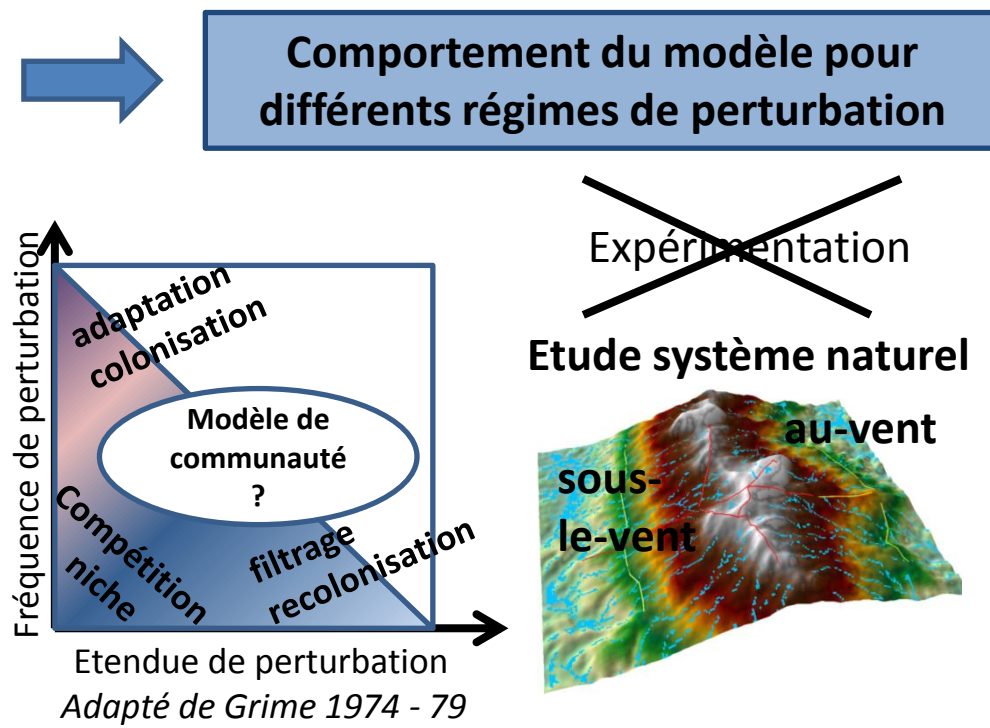 Comportement du modèle pour
différents régimes de perturbation
Fréquence de perturbation
adaptation
colonisation
Modèle de
communauté
?
Compétition
niche
filtrage
recolonisation
Etendue de perturbation
Adapté de Grime 1974 - 79
Expérimentation
Etude système naturel
au-vent
sous-
le-vent